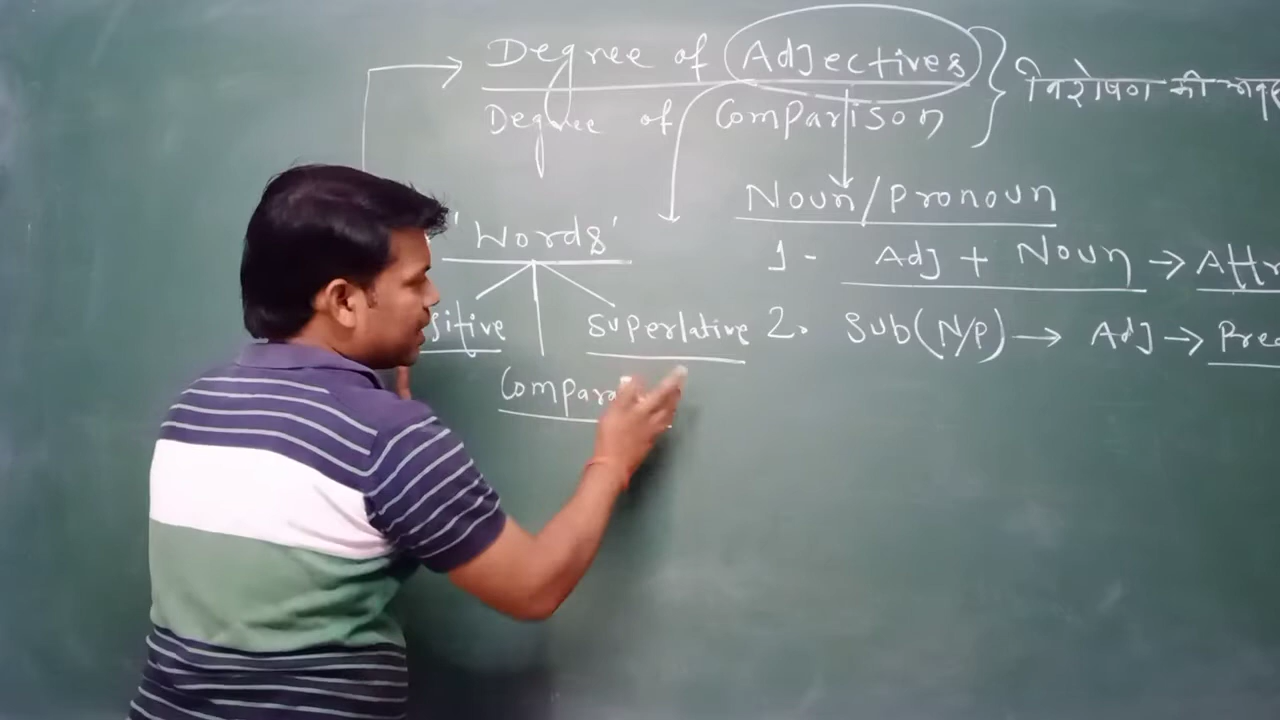 Degree of Adjectives
Degree of Comparison
विशेषण की
Noun/Pronoun
'Words'
1- Adj + Noun → Attr
sitive
Superlative
2. Sub(N/P) → Adj → Pred
Compara